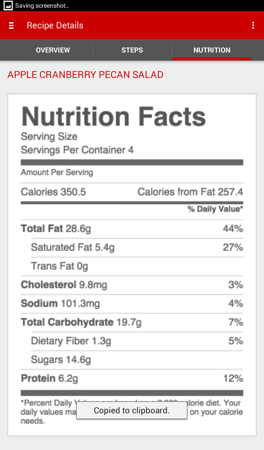 Saving screenshot...
Recipe Details
OVERVIEW STEPS NUTRITION
APPLE CRANBERRY PECAN SALAD
Nutrition Facts
Serving Size
Servings Per Container 4
Amount Per Serving
Calories 350.5 Calories from Fat 257.4
% Daily Value*
Total Fat 28.6g 44%
Saturated Fat 5.4g 27%
Trans Fat 0g
Cholesterol 9.8mg 3%
Sodium 101.3mg 4%
Total Carbohydrate 19.7g 7%
Dietary Fiber 1.3g 5%
Sugars 14.6g
Protein 6.2g 12%
*Percent Daily calorie diet. Your
daily values on your calorie
needs.
Copied to clipboard.